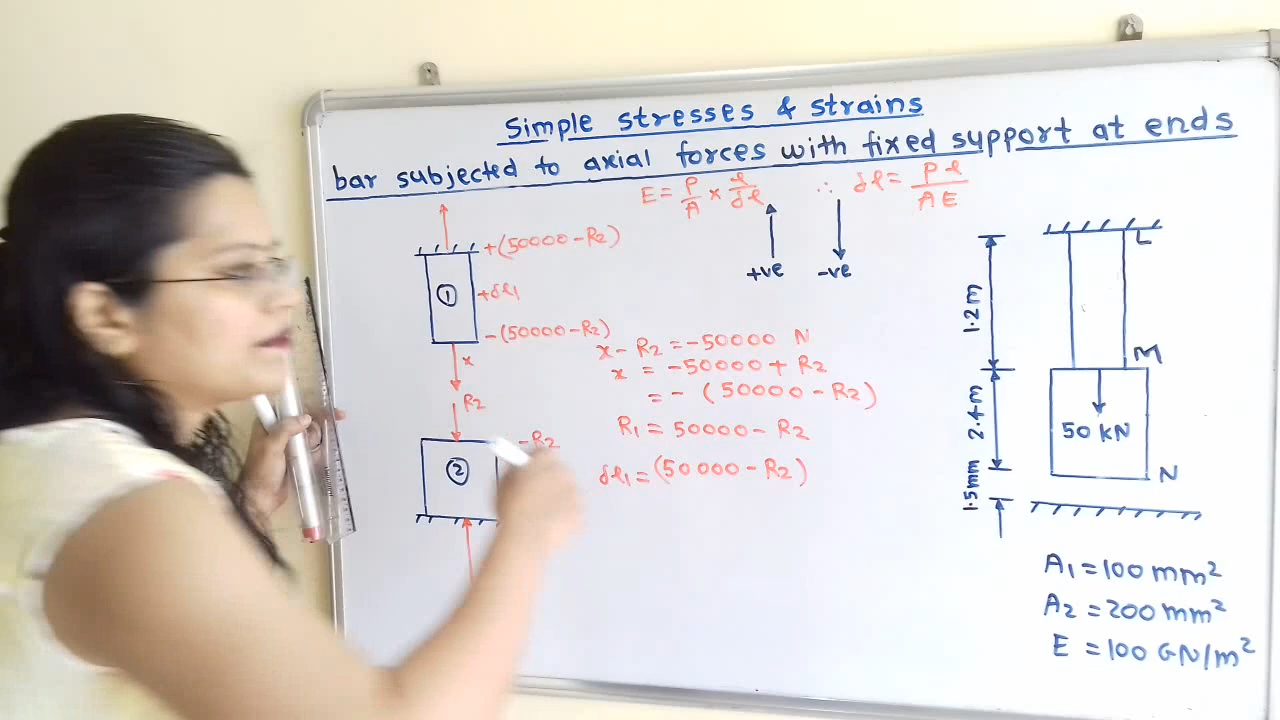 Simple stresses & strains
bar subjected to axial forces with fixed support at ends
E = P/A × l/δl ∴ δl = Pl/AE
+ve -ve
+(50000-R2)
1
+δl1
-(50000-R2)
x
R2
2
-R2
x - R2 = -50000 N
x = -50000 + R2
= - (50000 - R2)
R1 = 50000 - R2
δl1 = (50000 - R2)
L
1.2m
M
2.4m
50 kN
N
1.5mm
A1 = 100 mm²
A2 = 200 mm²
E = 100 GN/m²